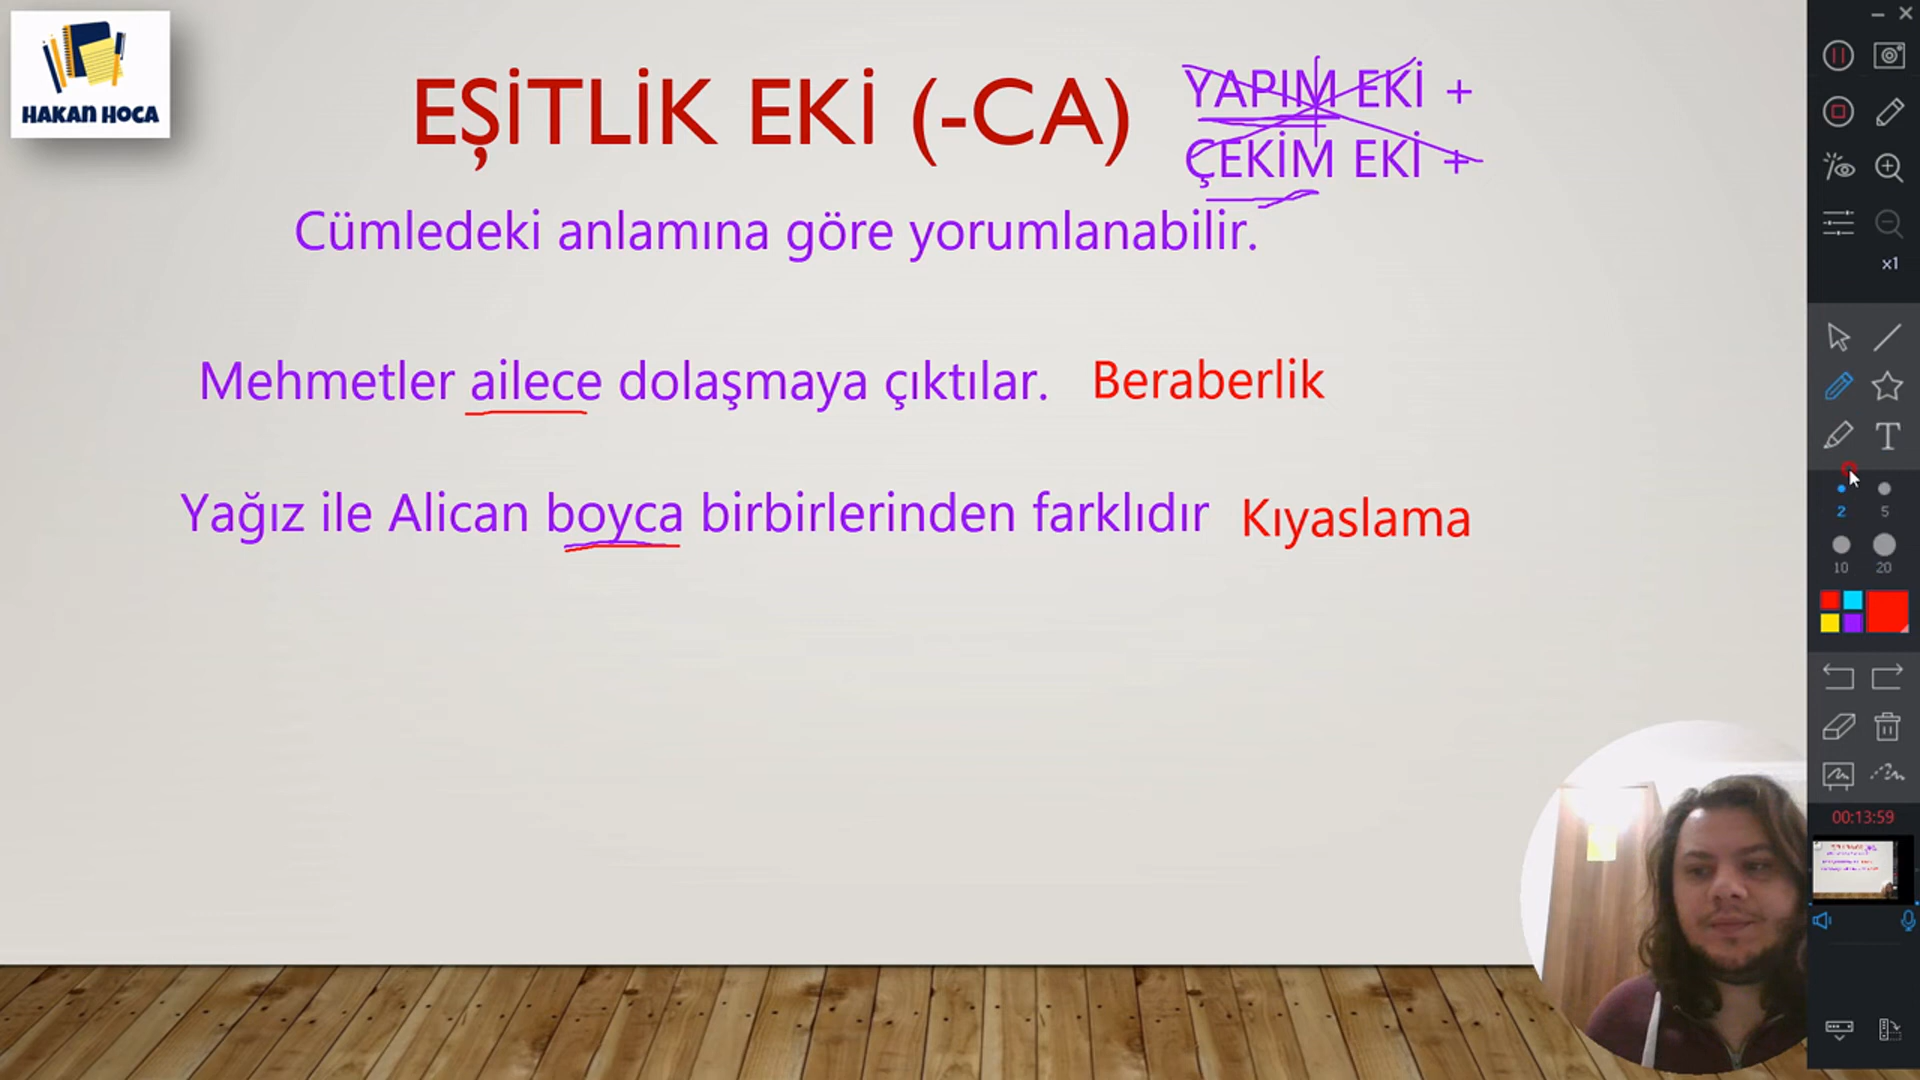 HAKAN HOCA
EŞİTLİK EKİ (-CA)
YAPIM EKİ +
ÇEKİM EKİ +
Cümledeki anlamına göre yorumlanabilir.
Mehmetler ailece dolaşmaya çıktılar. Beraberlik
Yağız ile Alican boyca birbirlerinden farklıdır Kıyaslama
x1
T
2 5
10 20
00:13:59